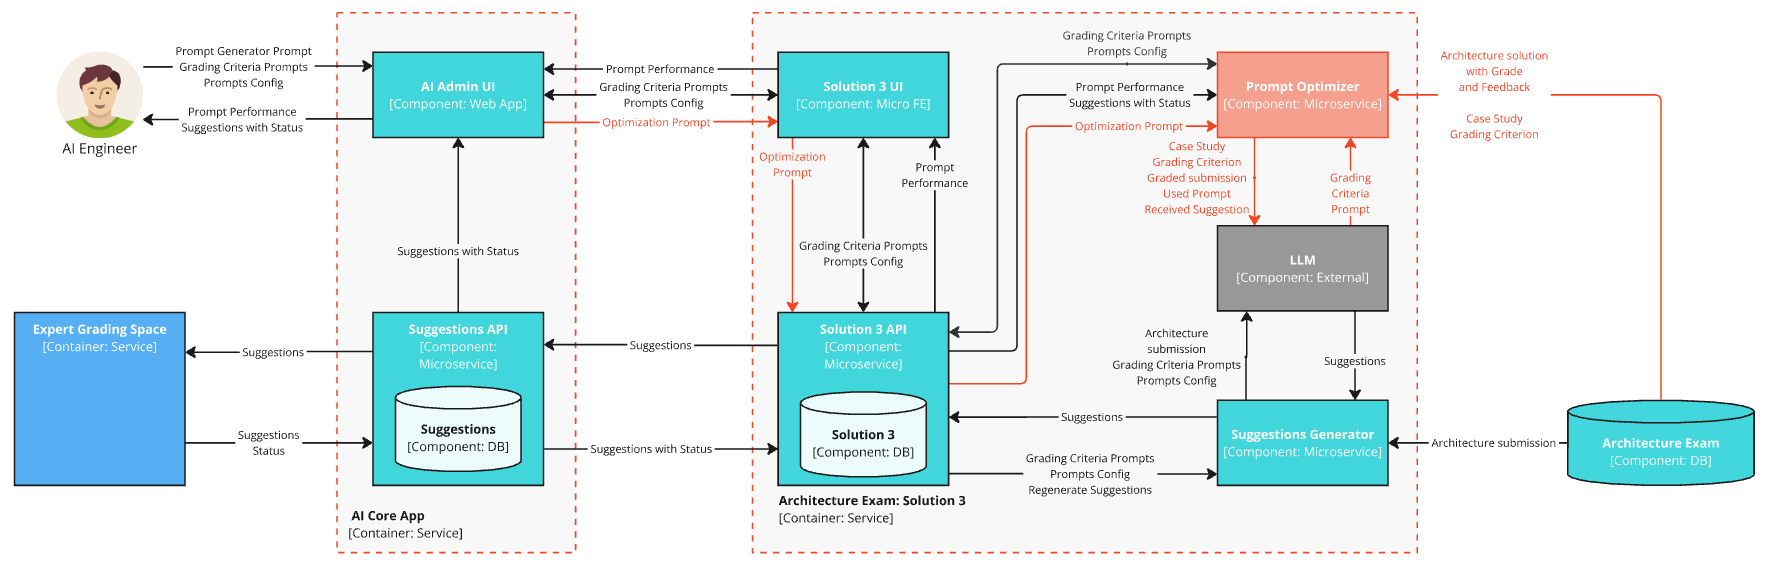 Prompt Generator Prompt
Grading Criteria Prompts
Prompts Config
Prompt Performance
Suggestions with Status
AI Engineer
AI Admin UI
[Component: Web App]
Prompt Performance
Grading Criteria Prompts
Prompts Config
Optimization Prompt
Solution 3 UI
[Component: Micro FE]
Grading Criteria Prompts
Prompts Config
Prompt Performance
Suggestions with Status
Optimization Prompt
Prompt Optimizer
[Component: Microservice]
Architecture solution
with Grade
and Feedback
Case Study
Grading Criterion
Optimization
Prompt
Prompt
Performance
Case Study
Grading Criterion
Graded submission
Used Prompt
Received Suggestion
Grading
Criteria
Prompt
Suggestions with Status
Grading Criteria Prompts
Prompts Config
LLM
[Component: External]
Expert Grading Space
[Container: Service]
Suggestions
Suggestions
Status
Suggestions API
[Component:
Microservice]
Suggestions
[Component: DB]
Suggestions
Suggestions with Status
Solution 3 API
[Component:
Microservice]
Solution 3
[Component: DB]
Architecture
submission
Grading Criteria Prompts
Prompts Config
Suggestions
Suggestions
Grading Criteria Prompts
Prompts Config
Regenerate Suggestions
Suggestions Generator
[Component: Microservice]
Architecture submission
Architecture Exam
[Component: DB]
AI Core App
[Container: Service]
Architecture Exam: Solution 3
[Container: Service]